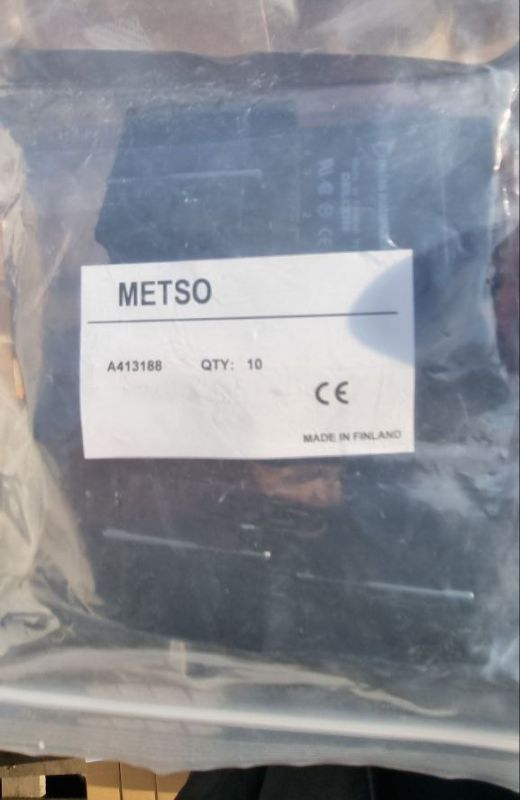 METSO
A413188 QTY: 10
CE
MADE IN FINLAND